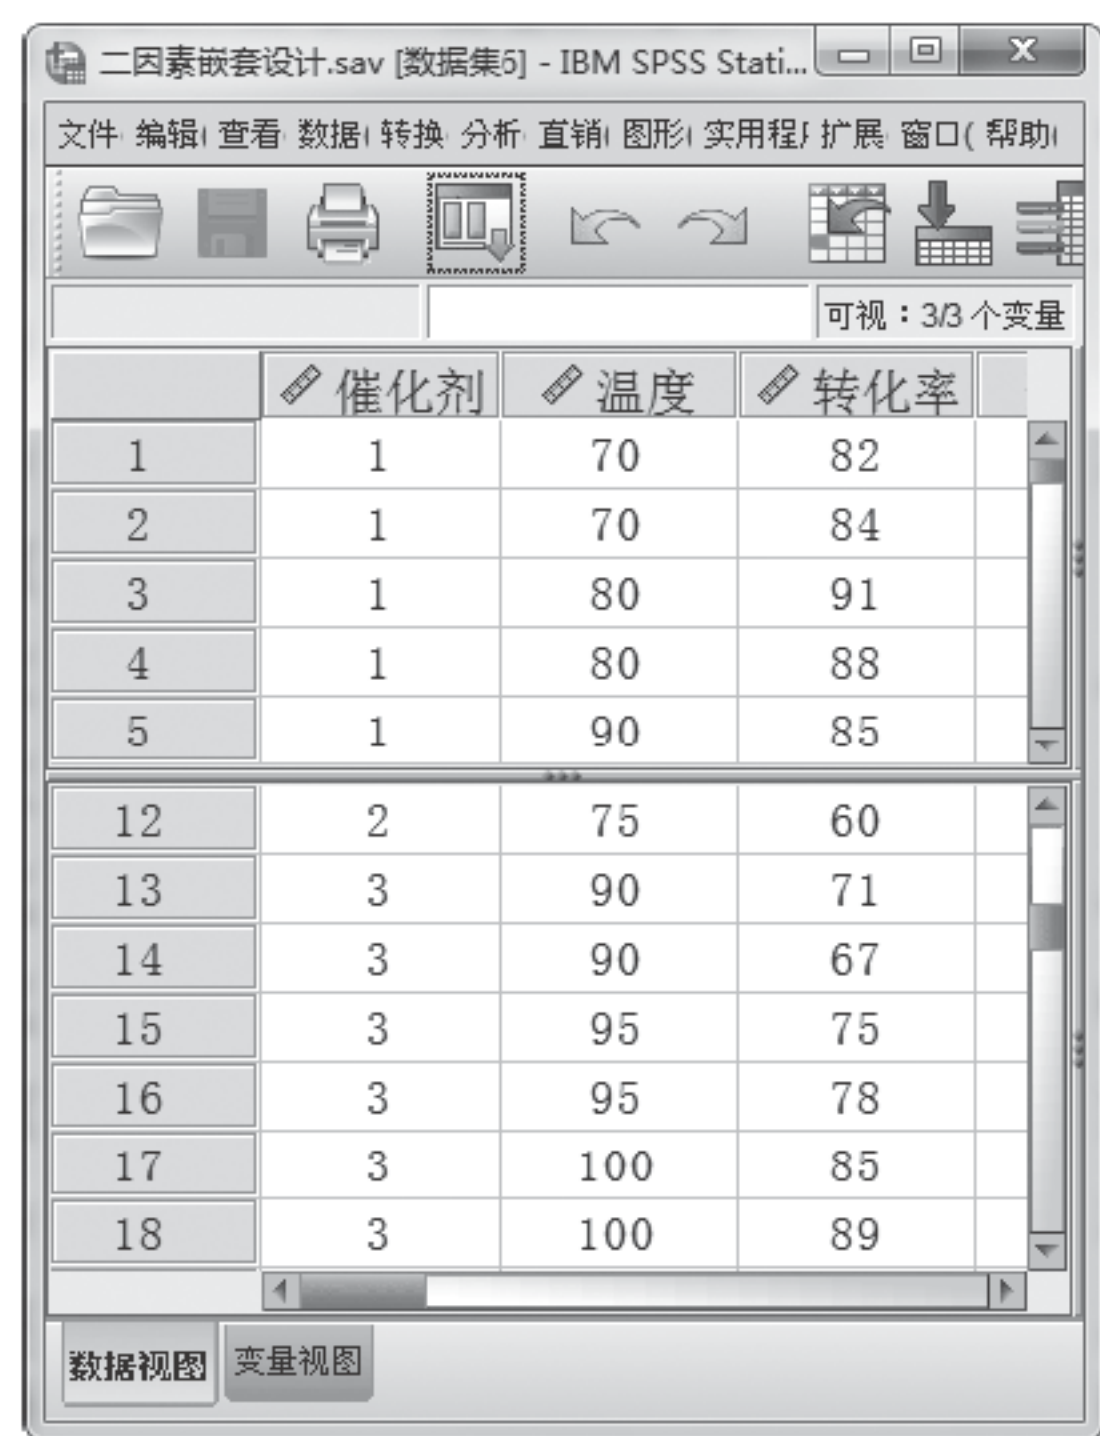 二因素嵌套设计.sav [数据集6] - IBM SPSS Stati...
文件 编辑( 查看 数据( 转换 分析 直销( 图形( 实用程 扩展 窗口( 帮助(
可视：3/3 个变量
催化剂 温度 转化率
1 1 70 82
2 1 70 84
3 1 80 91
4 1 80 88
5 1 90 85
12 2 75 60
13 3 90 71
14 3 90 67
15 3 95 75
16 3 95 78
17 3 100 85
18 3 100 89
数据视图 变量视图